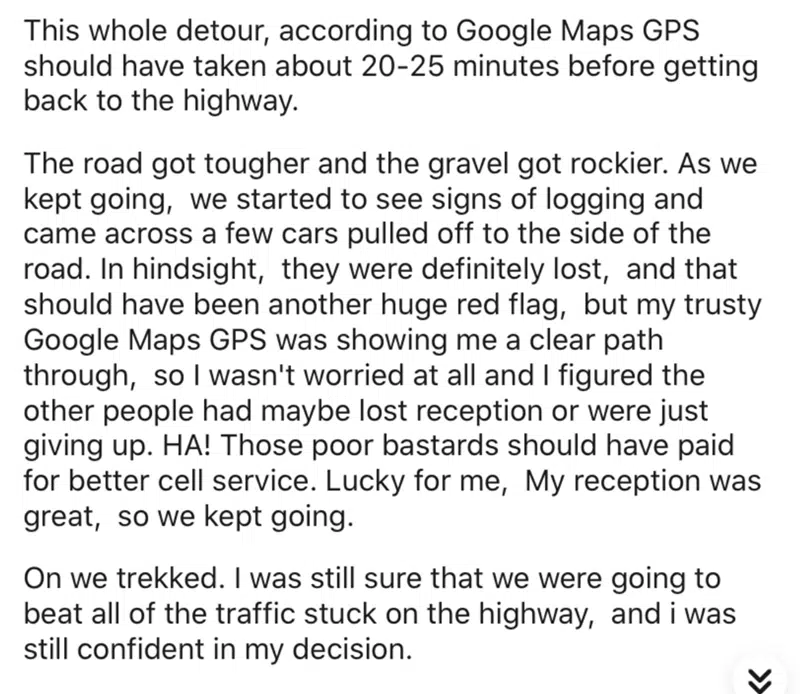 This whole detour, according to Google Maps GPS
should have taken about 20-25 minutes before getting
back to the highway.
The road got tougher and the gravel got rockier. As we
kept going,  we started to see signs of logging and
came across a few cars pulled off to the side of the
road. In hindsight,  they were definitely lost,  and that
should have been another huge red flag,  but my trusty
Google Maps GPS was showing me a clear path
through,  so I wasn't worried at all and I figured the
other people had maybe lost reception or were just
giving up. HA! Those poor bastards should have paid
for better cell service. Lucky for me,  My reception was
great,  so we kept going.
On we trekked. I was still sure that we were going to
beat all of the traffic stuck on the highway,  and i was
still confident in my decision.